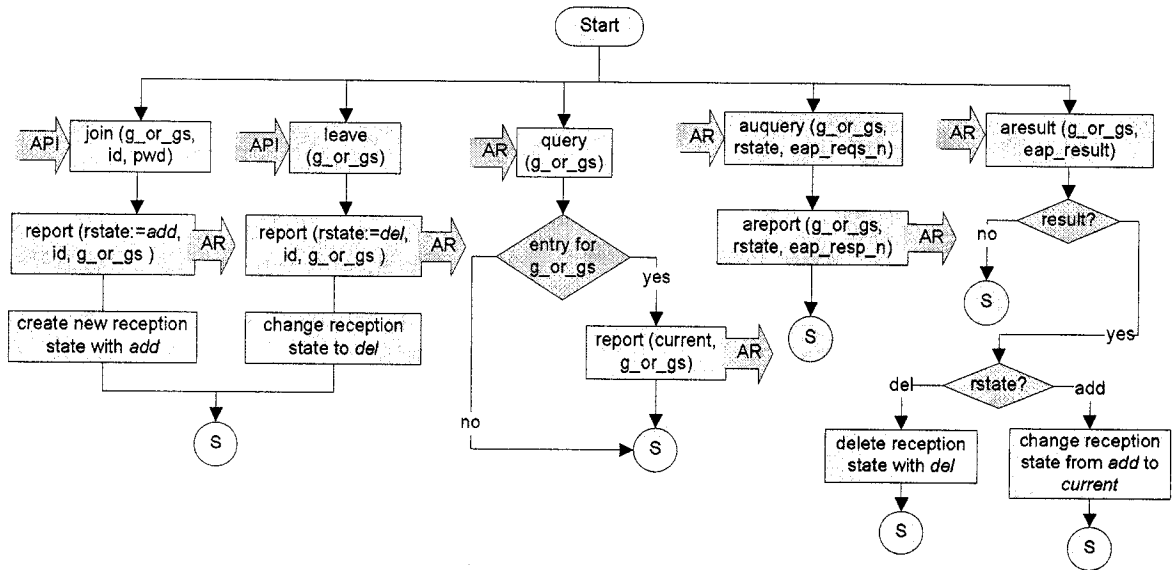 Start
API
join (g_or_gs,
id, pwd)
API
leave
(g_or_gs)
AR
query
(g_or_gs)
AR
auquery (g_or_gs,
rstate, eap_reqs_n)
AR
aresult (g_or_gs,
eap_result)
report (rstate:=add,
id, g_or_gs )
AR
report (rstate:=del,
id, g_or_gs )
AR
entry for
g_or_gs
areport (g_or_gs,
rstate, eap_resp_n)
AR
result?
no
yes
S
yes
S
create new reception
state with add
change reception
state to del
report (current,
g_or_gs)
AR
S
no
S
rstate?
del
add
delete reception
state with del
change reception
state from add to
current
S
S